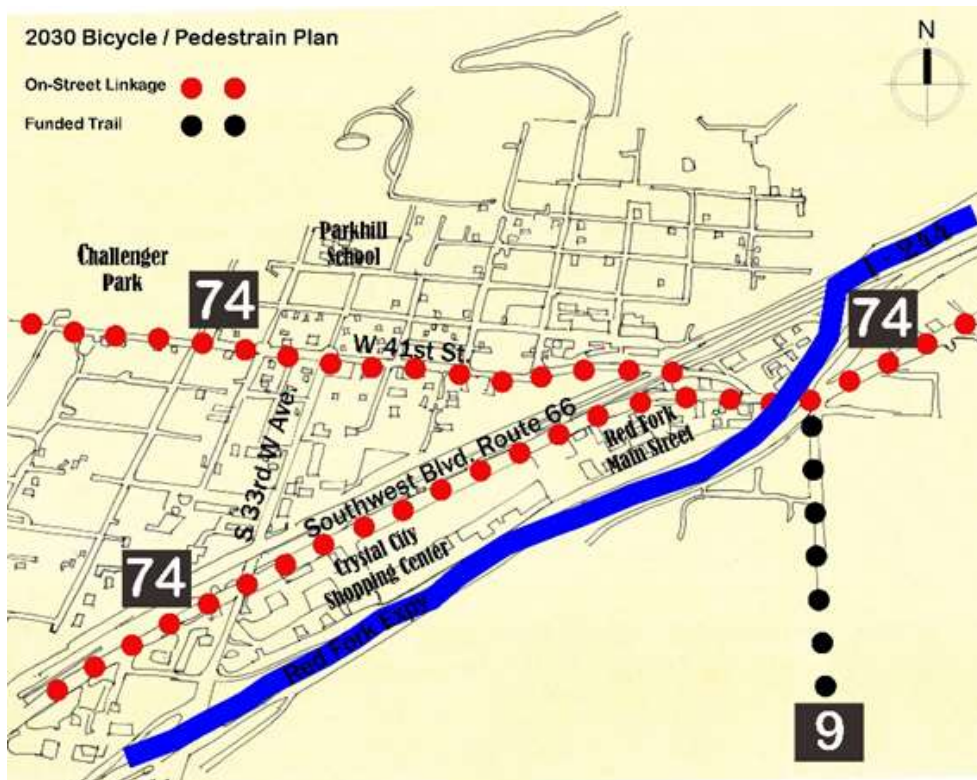 2030 Bicycle / Pedestrain Plan
N
On-Street Linkage
Funded Trail
Parkhill
School
Challenger
Park
I - 244
74
74
W 41st St.
S 33rd W Ave.
Southwest Blvd, Route 66
Red Fork
Main Street
Crystal City
Shopping Center
74
Red Fork Expy
9